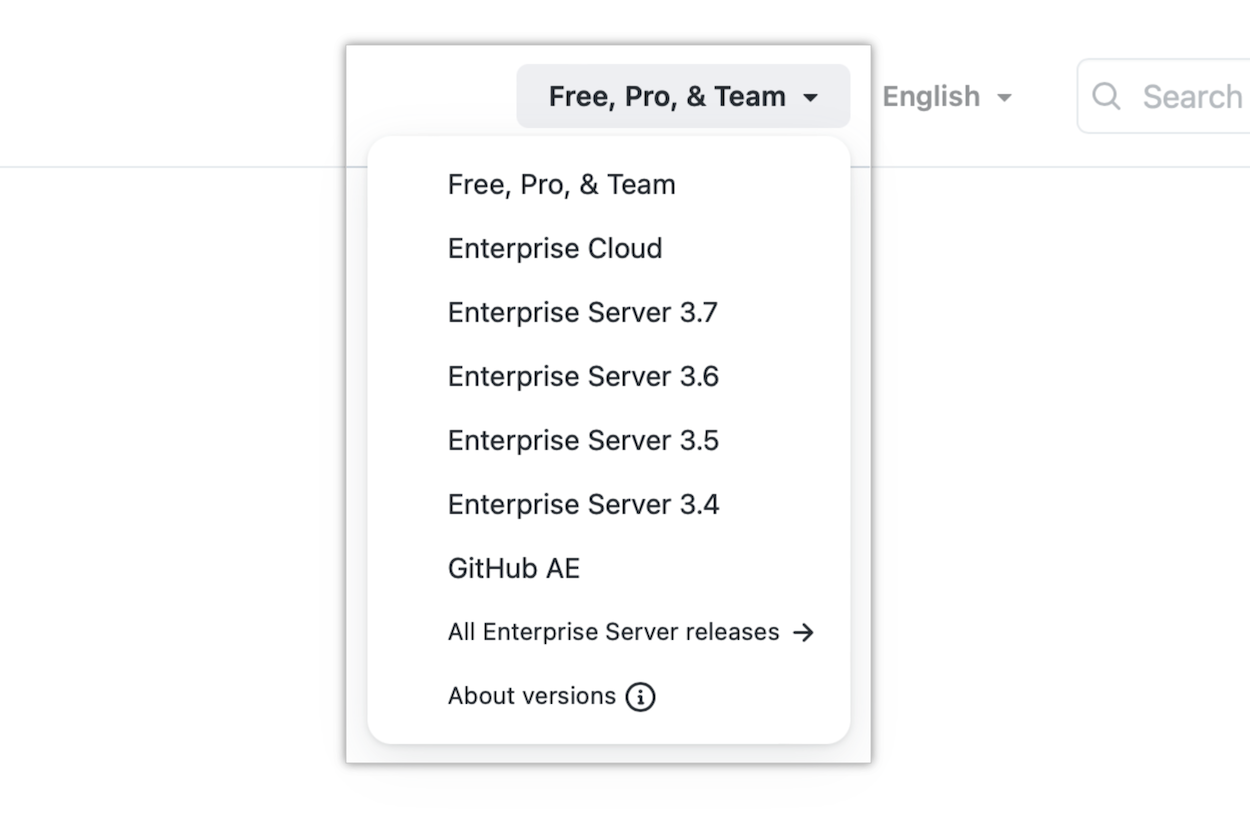 Free, Pro, & Team English Search
Free, Pro, & Team
Enterprise Cloud
Enterprise Server 3.7
Enterprise Server 3.6
Enterprise Server 3.5
Enterprise Server 3.4
GitHub AE
All Enterprise Server releases →
About versions